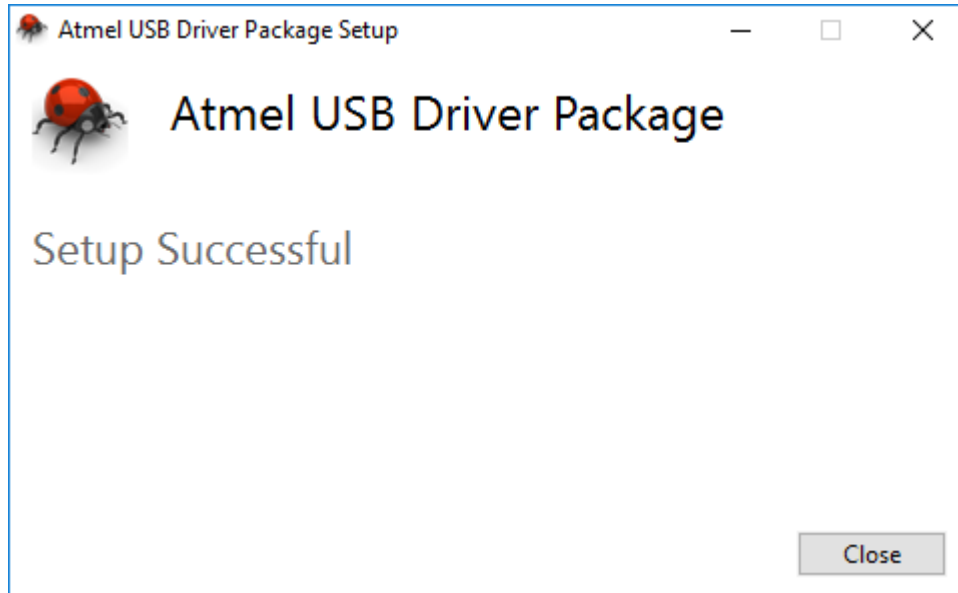 Atmel USB Driver Package Setup
Atmel USB Driver Package
Setup Successful
Close